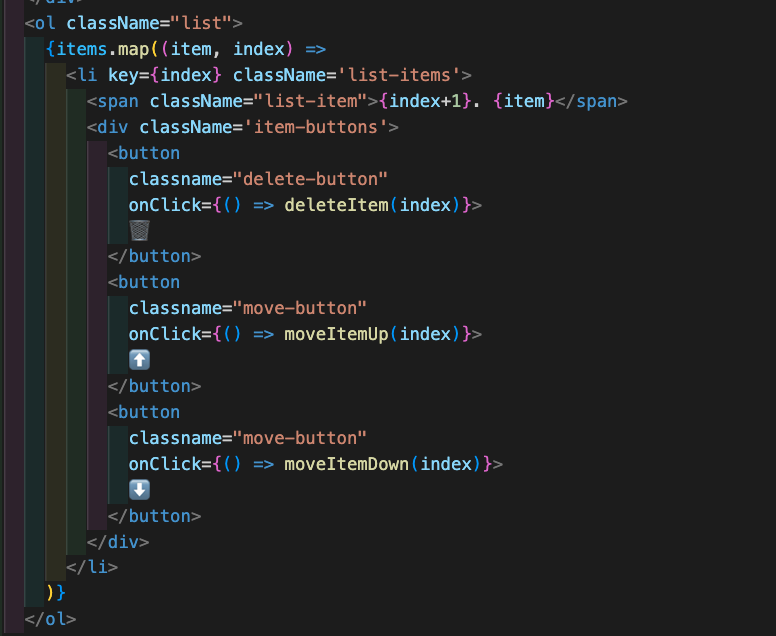 </div>
<ol className="list">
{items.map((item, index) =>
<li key={index} className='list-items'>
<span className="list-item">{index+1}. {item}</span>
<div className='item-buttons'>
<button
classname="delete-button"
onClick={() => deleteItem(index)}>
🗑️
</button>
<button
classname="move-button"
onClick={() => moveItemUp(index)}>
⬆️
</button>
<button
classname="move-button"
onClick={() => moveItemDown(index)}>
⬇️
</button>
</div>
</li>
)}
</ol>